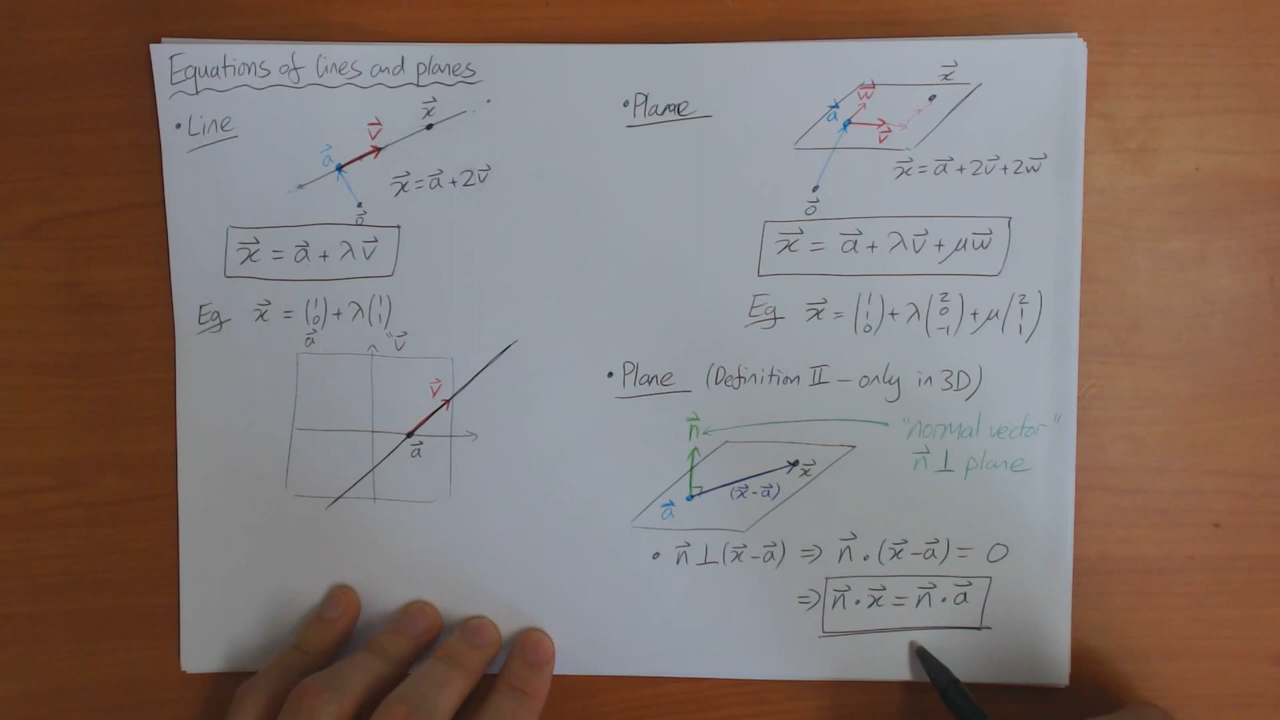 Equations of lines and planes
• Line
x⃗
v⃗
a⃗
x⃗ = a⃗ + 2v⃗
0⃗
x⃗ = a⃗ + λv⃗
Eg x⃗ = (1 0) + λ(1 1)
a⃗ v⃗
v⃗
a⃗
• Plane
x⃗
w⃗
a⃗
v⃗
x⃗ = a⃗ + 2v⃗ + 2w⃗
0⃗
x⃗ = a⃗ + λv⃗ + μw⃗
Eg x⃗ = (1 1 0) + λ(2 0 -1) + μ(2 1 1)
• Plane (Definition II – only in 3D)
n⃗ "normal vector"
n⃗ ⊥ plane
x⃗
(x⃗-a⃗)
a⃗
• n⃗ ⊥ (x⃗-a⃗) ⇒ n⃗ • (x⃗-a⃗) = 0
⇒ n⃗ • x⃗ = n⃗ • a⃗